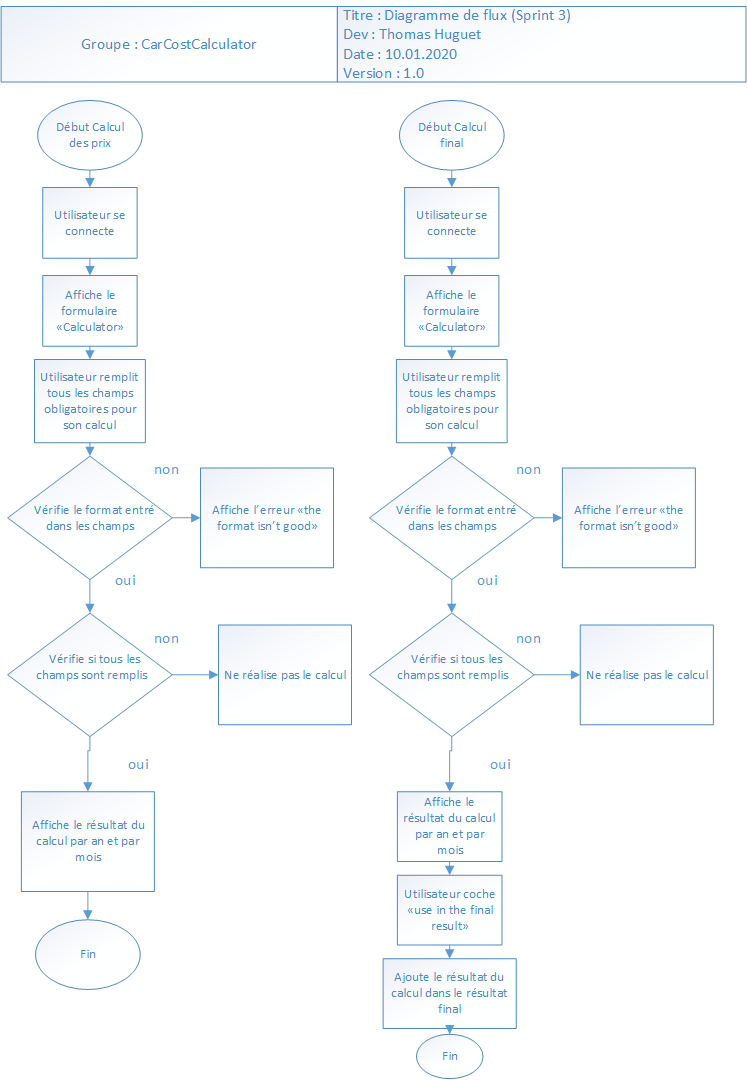 Groupe : CarCostCalculator
Titre : Diagramme de flux (Sprint 3)
Dev : Thomas Huguet
Date : 10.01.2020
Version : 1.0
Début Calcul
des prix
Utilisateur se
connecte
Affiche le
formulaire
«Calculator»
Utilisateur remplit
tous les champs
obligatoires pour
son calcul
Vérifie le format entré
dans les champs
non
Affiche l'erreur «the
format isn't good»
oui
Vérifie si tous les
champs sont remplis
non
Ne réalise pas le calcul
oui
Affiche le résultat du
calcul par an et par
mois
Fin
Début Calcul
final
Utilisateur se
connecte
Affiche le
formulaire
«Calculator»
Utilisateur remplit
tous les champs
obligatoires pour
son calcul
Vérifie le format entré
dans les champs
non
Affiche l'erreur «the
format isn't good»
oui
Vérifie si tous les
champs sont remplis
non
Ne réalise pas le calcul
oui
Affiche le
résultat du calcul
par an et par
mois
Utilisateur coche
«use in the final
result»
Ajoute le résultat du
calcul dans le résultat
final
Fin